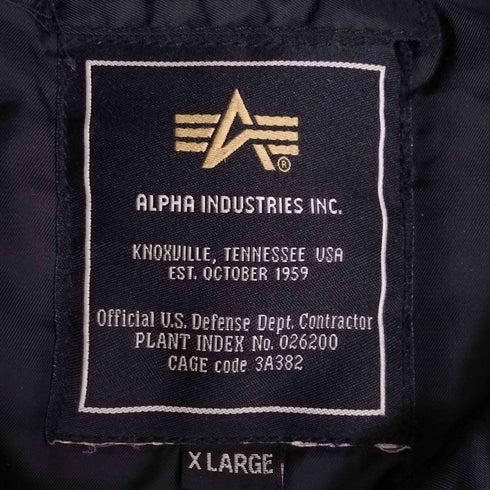 ®
ALPHA INDUSTRIES INC.
KNOXVILLE, TENNESSEE USA
EST. OCTOBER 1959
Official U.S. Defense Dept. Contractor
PLANT INDEX No. 026200
CAGE code 3A382
X LARGE